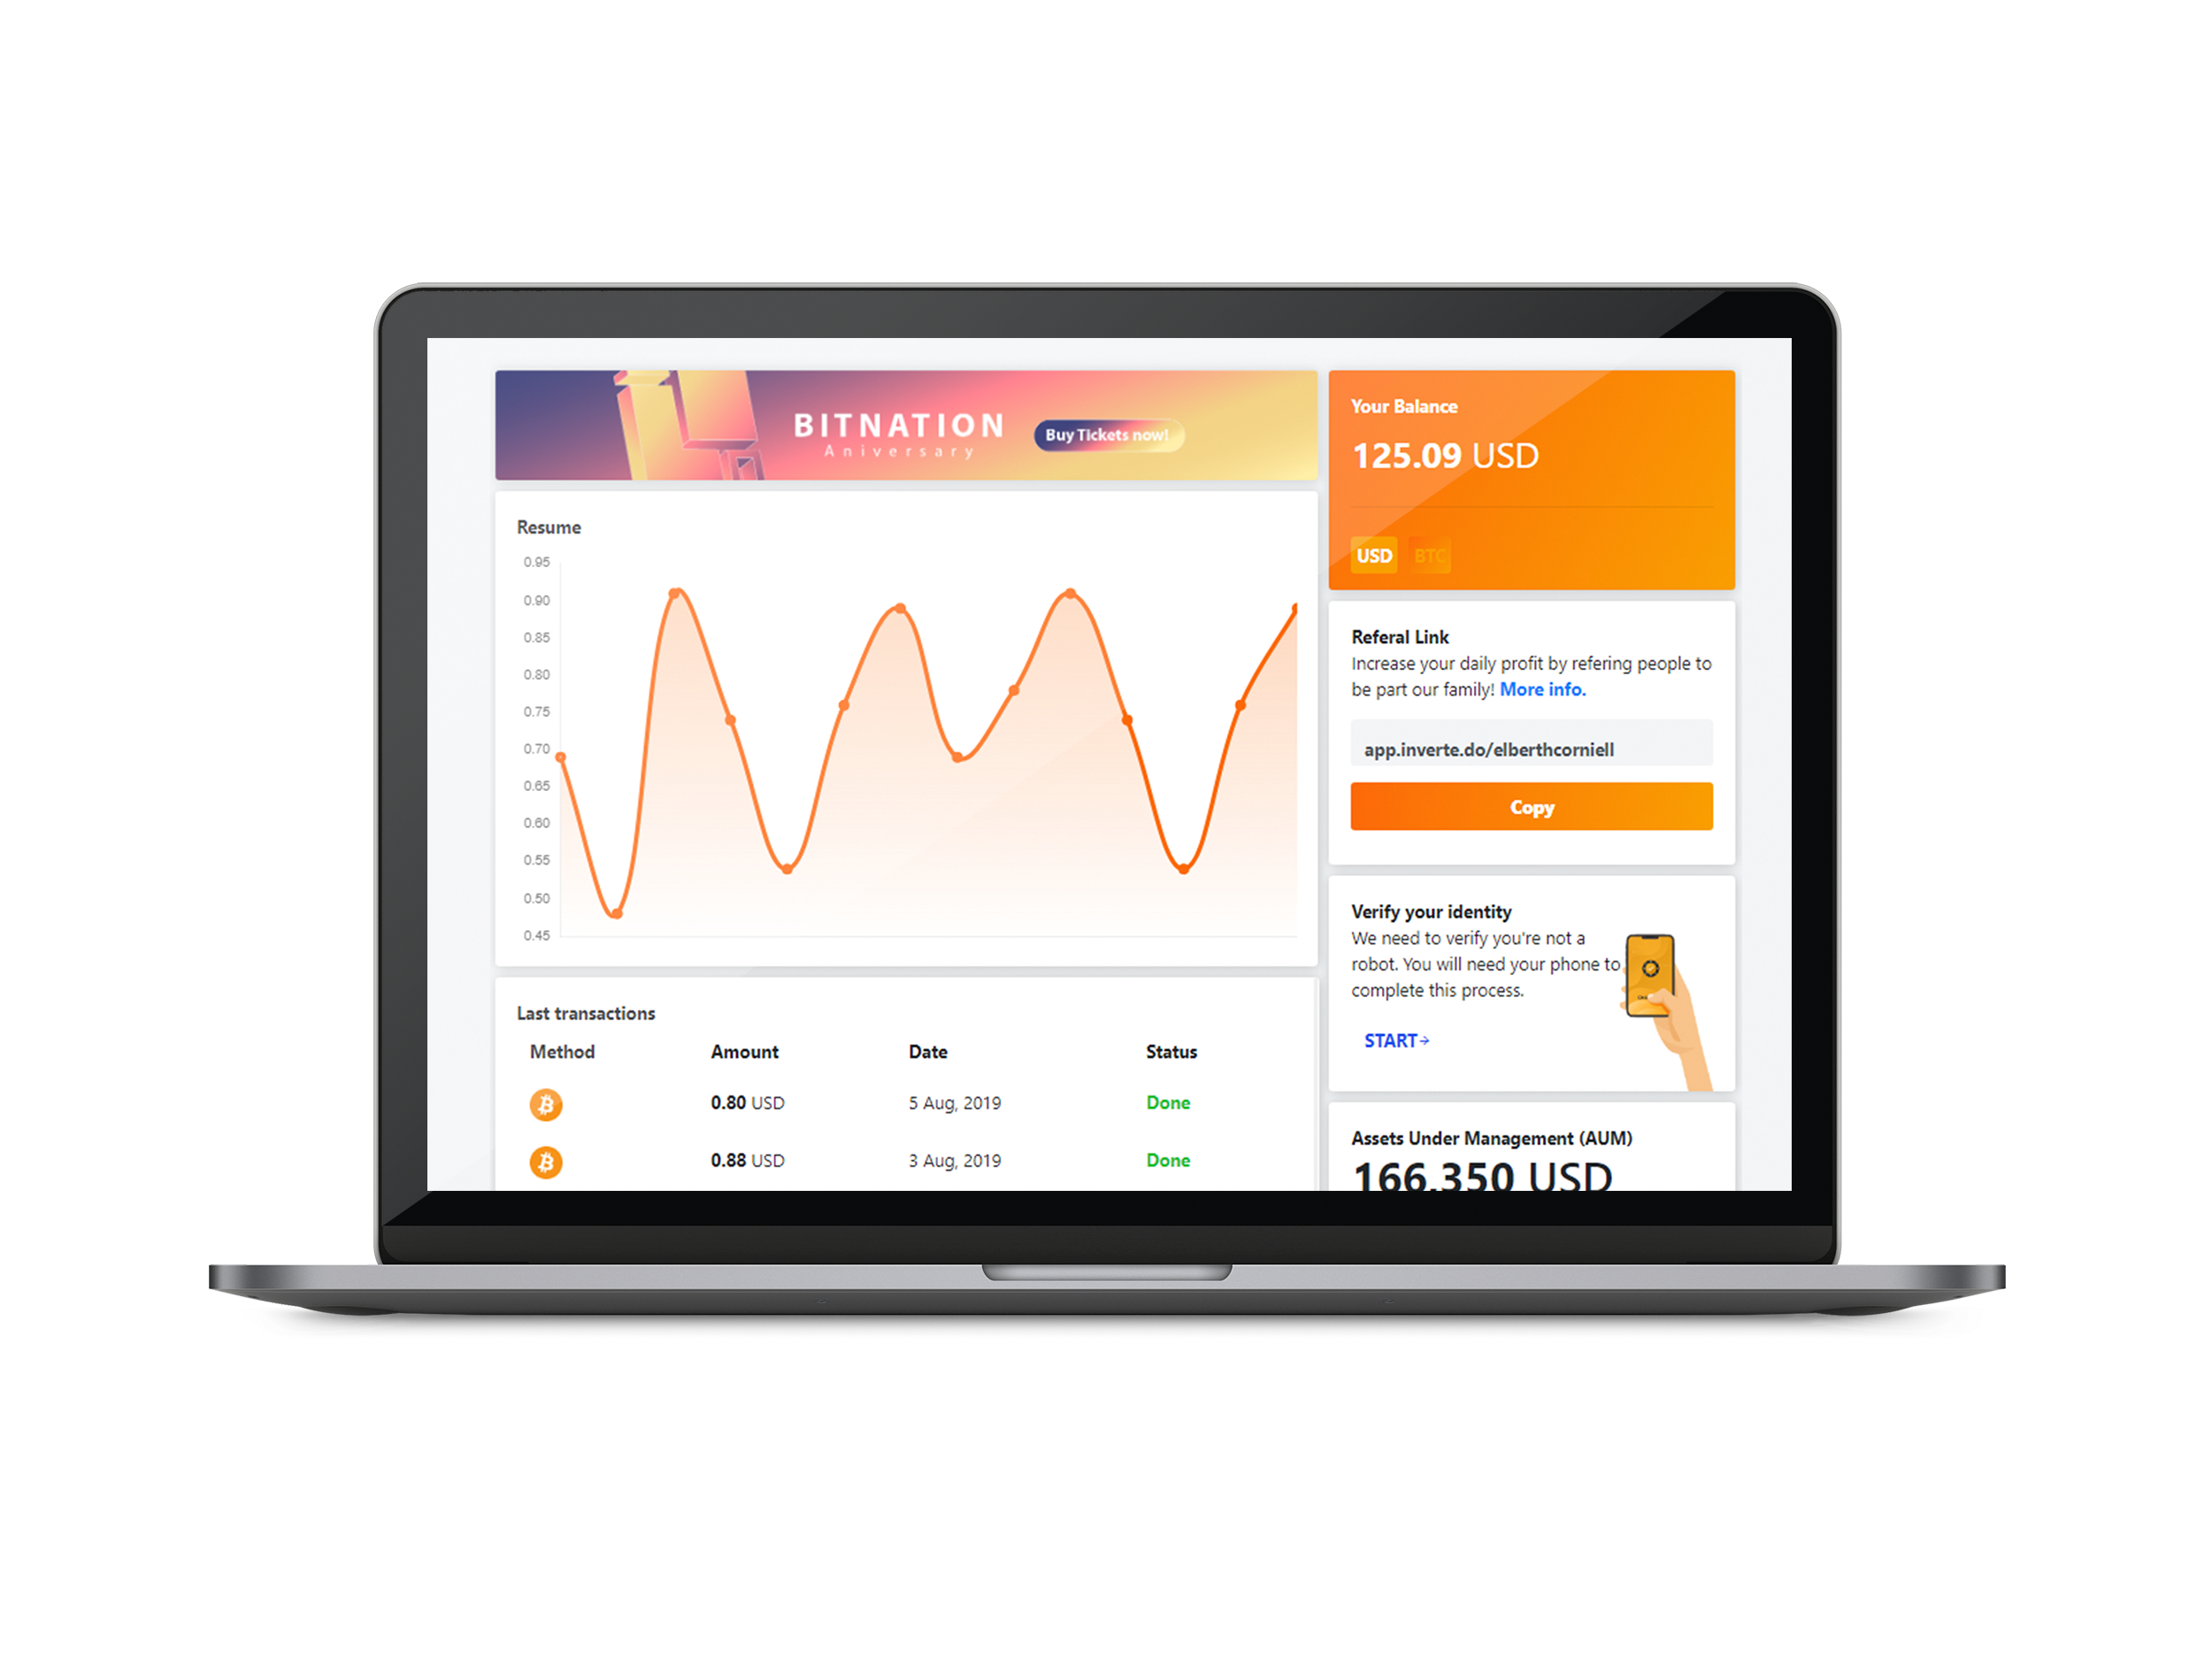 BITNATION
Aniversary
Buy Tickets now!
Resume
0.95
0.90
0.85
0.80
0.75
0.70
0.65
0.60
0.55
0.50
0.45
Last transactions
Method Amount Date Status
0.80 USD 5 Aug, 2019 Done
0.88 USD 3 Aug, 2019 Done
Your Balance
125.09 USD
USD BTC
Referal Link
Increase your daily profit by refering people to
be part our family! More info.
app.inverte.do/elberthcorniell
Copy
Verify your identity
We need to verify you're not a
robot. You will need your phone to
complete this process.
START→
Assets Under Management (AUM)
166.350 USD